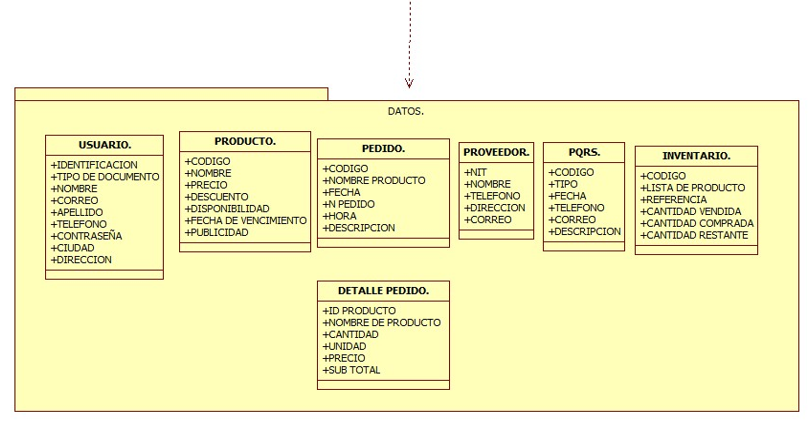 DATOS.
USUARIO.
+IDENTIFICACION
+TIPO DE DOCUMENTO
+NOMBRE
+CORREO
+APELLIDO
+TELEFONO
+CONTRASEÑA
+CIUDAD
+DIRECCION
PRODUCTO.
+CODIGO
+NOMBRE
+PRECIO
+DESCUENTO
+DISPONIBILIDAD
+FECHA DE VENCIMIENTO
+PUBLICIDAD
PEDIDO.
+CODIGO
+NOMBRE PRODUCTO
+FECHA
+N PEDIDO
+HORA
+DESCRIPCION
PROVEEDOR.
+NIT
+NOMBRE
+TELEFONO
+DIRECCION
+CORREO
PQRS.
+CODIGO
+TIPO
+FECHA
+TELEFONO
+CORREO
+DESCRIPCION
INVENTARIO.
+CODIGO
+LISTA DE PRODUCTO
+REFERENCIA
+CANTIDAD VENDIDA
+CANTIDAD COMPRADA
+CANTIDAD RESTANTE
DETALLE PEDIDO.
+ID PRODUCTO
+NOMBRE DE PRODUCTO
+CANTIDAD
+UNIDAD
+PRECIO
+SUB TOTAL